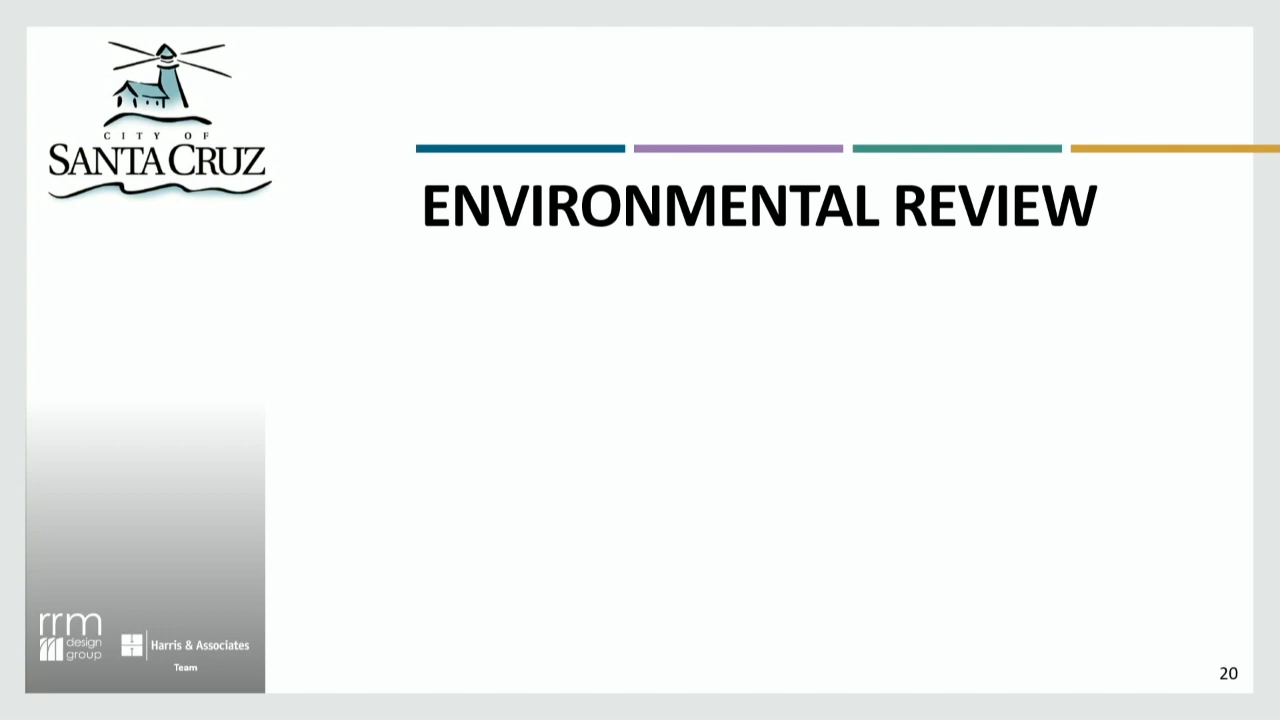 CITY OF
SANTA CRUZ
ENVIRONMENTAL REVIEW
rrm
design
group
Harris & Associates
Team
20